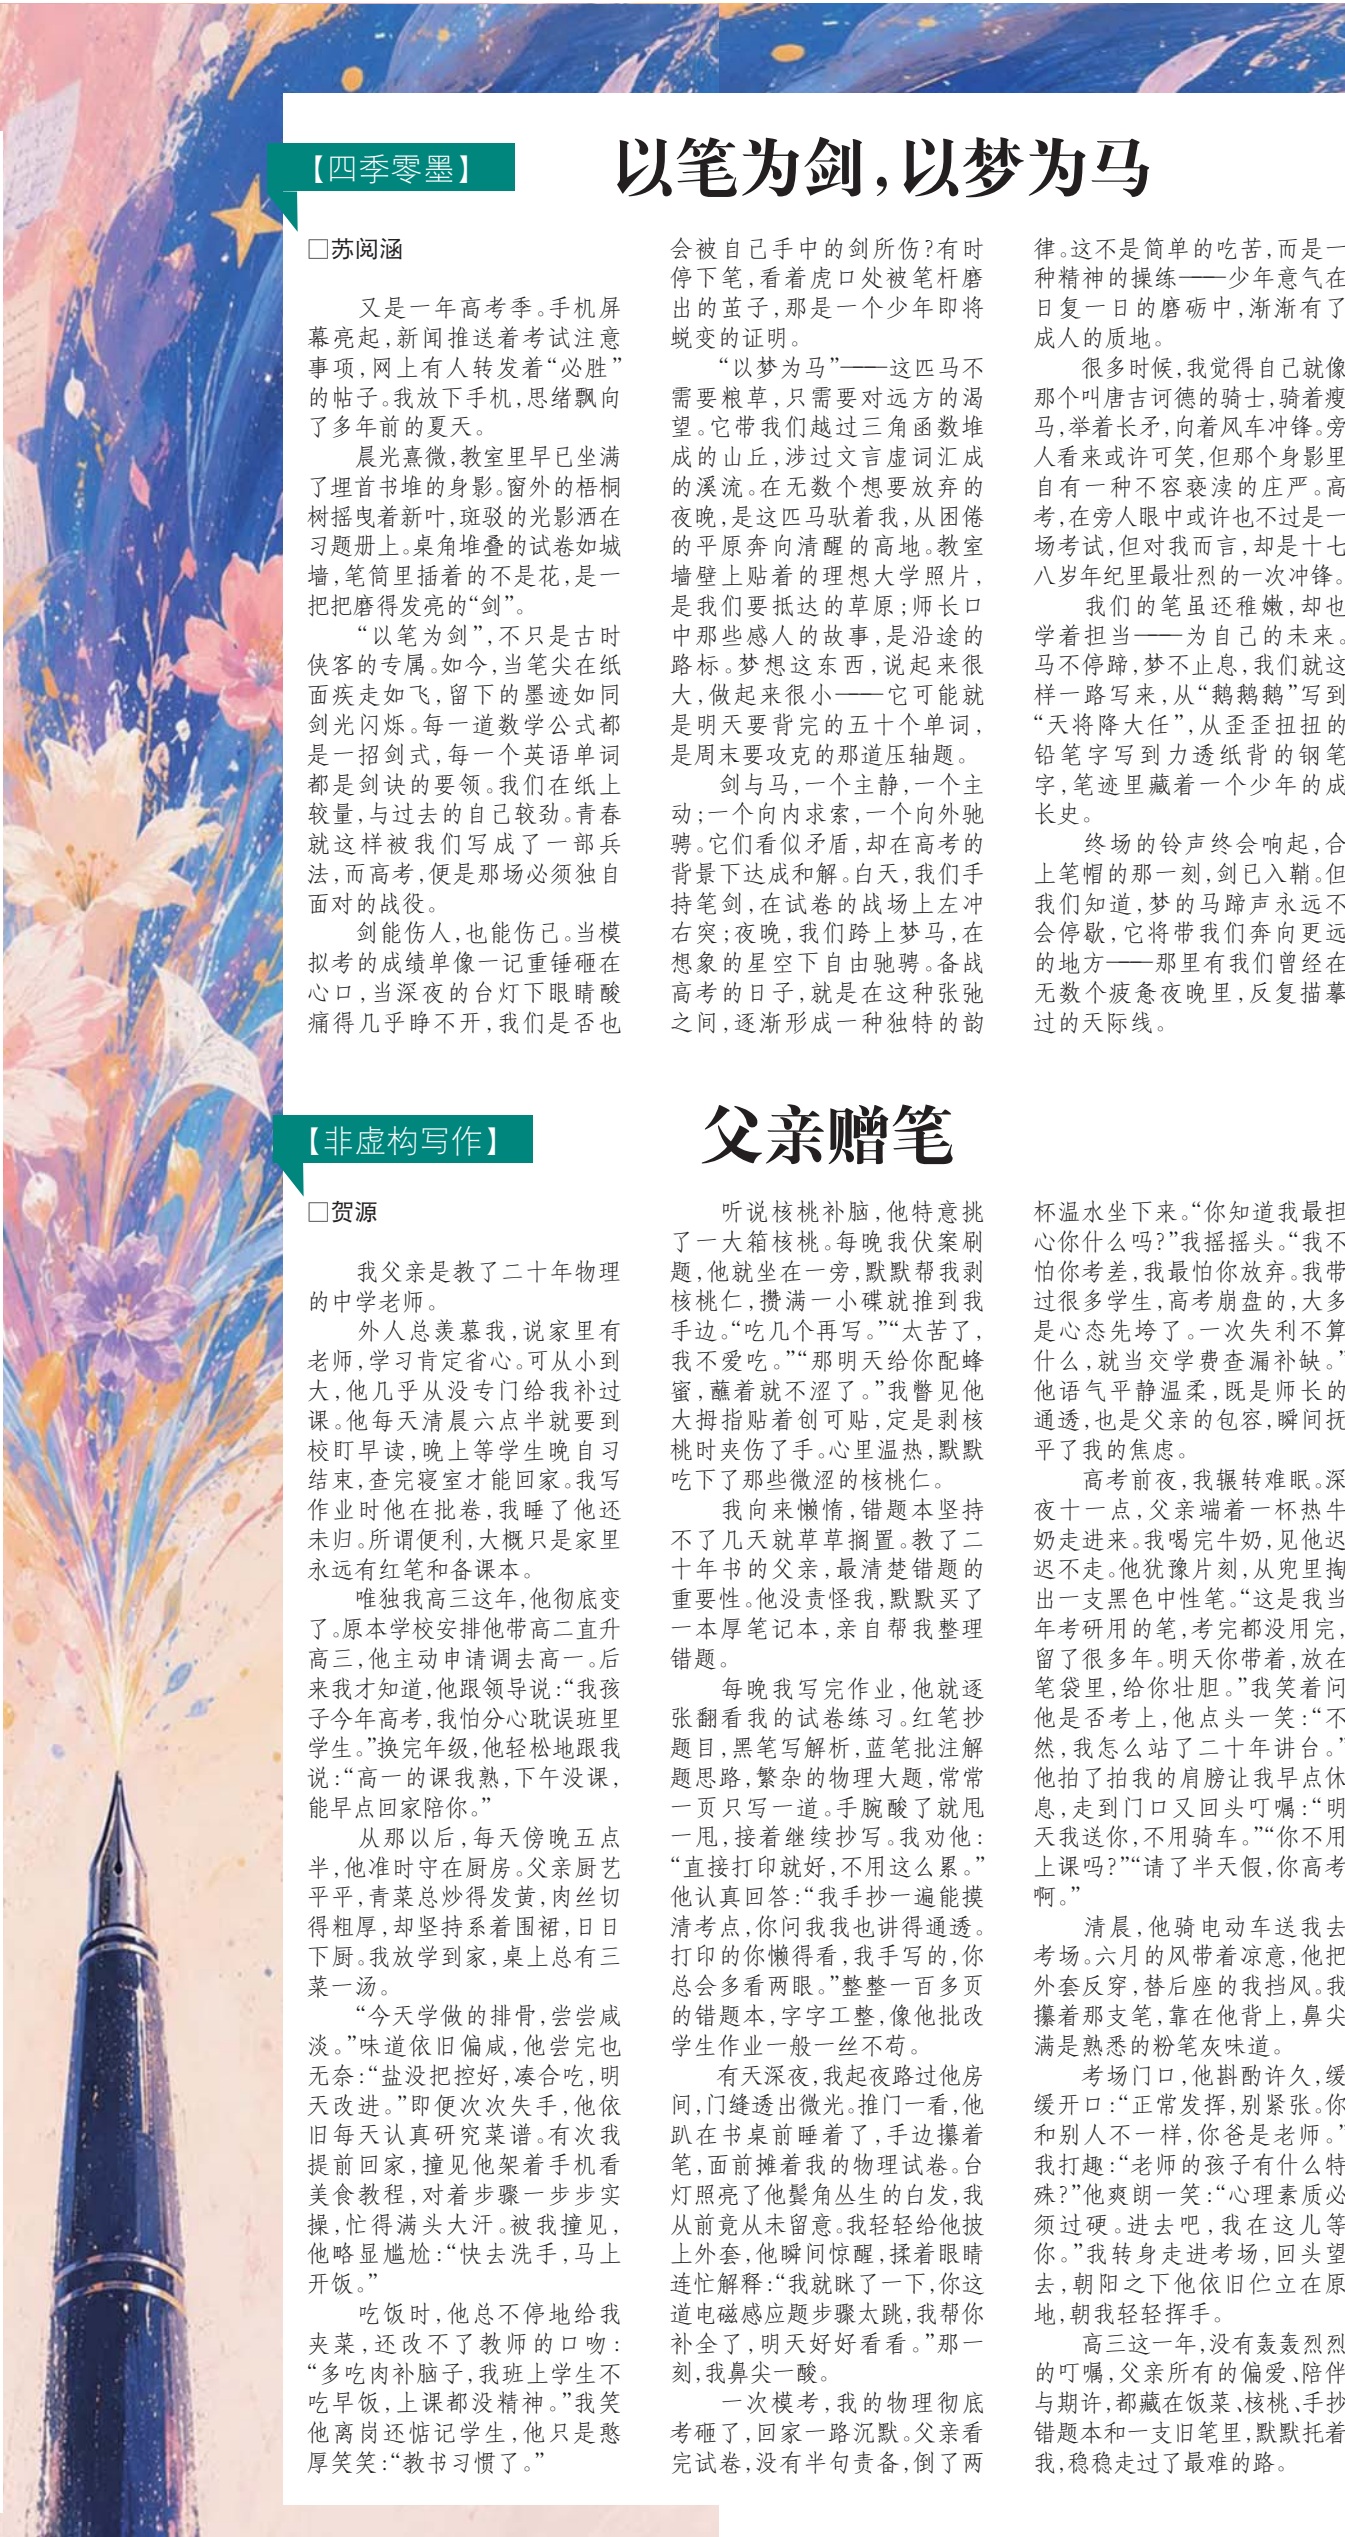 【四季零墨】
以笔为剑,以梦为马
□苏阅涵
又是一年高考季。手机屏
幕亮起,新闻推送着考试注意
事项,网上有人转发着“必胜”
的帖子。我放下手机,思绪飘向
了多年前的夏天。
晨光熹微,教室里早已坐满
了埋首书堆的身影。窗外的梧桐
树摇曳着新叶,斑驳的光影洒在
习题册上。桌角堆叠的试卷如城
墙,笔筒里插着的不是花,是一
把把磨得发亮的“剑”。
“以笔为剑”,不只是古时
侠客的专属。如今,当笔尖在纸
面疾走如飞,留下的墨迹如同
剑光闪烁。每一道数学公式都
是一招剑式,每一个英语单词
都是剑诀的要领。我们在纸上
较量,与过去的自己较劲。青春
就这样被我们写成了一部兵
法,而高考,便是那场必须独自
面对的战役。
剑能伤人,也能伤己。当模
拟考的成绩单像一记重锤砸在
心口,当深夜的台灯下眼睛酸
痛得几乎睁不开,我们是否也
会被自己手中的剑所伤?有时
停下笔,看着虎口处被笔杆磨
出的茧子,那是一个少年即将
蜕变的证明。
“以梦为马”——这匹马不
需要粮草,只需要对远方的渴
望。它带我们越过三角函数堆
成的山丘,涉过文言虚词汇成
的溪流。在无数个想要放弃的
夜晚,是这匹马驮着我,从困倦
的平原奔向清醒的高地。教室
墙壁上贴着的理想大学照片,
是我们要抵达的草原;师长口
中那些感人的故事,是沿途的
路标。梦想这东西,说起来很
大,做起来很小——它可能就
是明天要背完的五十个单词,
是周末要攻克的那道压轴题。
剑与马,一个主静,一个主
动;一个向内求索,一个向外驰
骋。它们看似矛盾,却在高考的
背景下达成和解。白天,我们手
持笔剑,在试卷的战场上左冲
右突;夜晚,我们跨上梦马,在
想象的星空下自由驰骋。备战
高考的日子,就是在这种张弛
之间,逐渐形成一种独特的韵
律。这不是简单的吃苦,而是一
种精神的操练——少年意气在
日复一日的磨砺中,渐渐有了
成人的质地。
很多时候,我觉得自己就像
那个叫唐吉诃德的骑士,骑着瘦
马,举着长矛,向着风车冲锋。旁
人看来或许可笑,但那个身影里
自有一种不容亵渎的庄严。高
考,在旁人眼中或许也不过是一
场考试,但对我而言,却是十七
八岁年纪里最壮烈的一次冲锋。
我们的笔虽还稚嫩,却也
学着担当——为自己的未来。
马不停蹄,梦不止息,我们就这
样一路写来,从“鹅鹅鹅”写到
“天将降大任”,从歪歪扭扭的
铅笔字写到力透纸背的钢笔
字,笔迹里藏着一个少年的成
长史。
终场的铃声终会响起,合
上笔帽的那一刻,剑已入鞘。但
我们知道,梦的马蹄声永远不
会停歇,它将带我们奔向更远
的地方——那里有我们曾经在
无数个疲惫夜晚里,反复描摹
过的天际线。
【非虚构写作】
父亲赠笔
□贺源
我父亲是教了二十年物理
的中学老师。
外人总羡慕我,说家里有
老师,学习肯定省心。可从小到
大,他几乎从没专门给我补过
课。他每天清晨六点半就要到
校盯早读,晚上等学生晚自习
结束,查完寝室才能回家。我写
作业时他在批卷,我睡了他还
未归。所谓便利,大概只是家里
永远有红笔和备课本。
唯独我高三这年,他彻底变
了。原本学校安排他带高二直升
高三,他主动申请调去高一。后
来我才知道,他跟领导说:“我孩
子今年高考,我怕分心耽误班里
学生。”换完年级,他轻松地跟我
说:“高一的课我熟,下午没课,
能早点回家陪你。”
从那以后,每天傍晚五点
半,他准时守在厨房。父亲厨艺
平平,青菜总炒得发黄,肉丝切
得粗厚,却坚持系着围裙,日日
下厨。我放学到家,桌上总有三
菜一汤。
“今天学做的排骨,尝尝咸
淡。”味道依旧偏咸,他尝完也
无奈:“盐没把控好,凑合吃,明
天改进。”即便次次失手,他依
旧每天认真研究菜谱。有次我
提前回家,撞见他架着手机看
美食教程,对着步骤一步步实
操,忙得满头大汗。被我撞见,
他略显尴尬:“快去洗手,马上
开饭。”
吃饭时,他总不停地给我
夹菜,还改不了教师的口吻:
“多吃肉补脑子,我班上学生不
吃早饭,上课都没精神。”我笑
他离岗还惦记学生,他只是憨
厚笑笑:“教书习惯了。”
听说核桃补脑,他特意挑
了一大箱核桃。每晚我伏案刷
题,他就坐在一旁,默默帮我剥
核桃仁,攒满一小碟就推到我
手边。“吃几个再写。”“太苦了,
我不爱吃。”“那明天给你配蜂
蜜,蘸着就不涩了。”我瞥见他
大拇指贴着创可贴,定是剥核
桃时夹伤了手。心里温热,默默
吃下了那些微涩的核桃仁。
我向来懒惰,错题本坚持
不了几天就草草搁置。教了二
十年书的父亲,最清楚错题的
重要性。他没责怪我,默默买了
一本厚笔记本,亲自帮我整理
错题。
每晚我写完作业,他就逐
张翻看我的试卷练习。红笔抄
题目,黑笔写解析,蓝笔批注解
题思路,繁杂的物理大题,常常
一页只写一道。手腕酸了就甩
一甩,接着继续抄写。我劝他:
“直接打印就好,不用这么累。”
他认真回答:“我手抄一遍能摸
清考点,你问我我也讲得通透。
打印的你懒得看,我手写的,你
总会多看两眼。”整整一百多页
的错题本,字字工整,像他批改
学生作业一般一丝不苟。
有天深夜,我起夜路过他房
间,门缝透出微光。推门一看,他
趴在书桌前睡着了,手边攥着
笔,面前摊着我的物理试卷。台
灯照亮了他鬓角丛生的白发,我
从前竟从未留意。我轻轻给他披
上外套,他瞬间惊醒,揉着眼睛
连忙解释:“我就眯了一下,你这
道电磁感应题步骤太跳,我帮你
补全了,明天好好看看。”那一
刻,我鼻尖一酸。
一次模考,我的物理彻底
考砸了,回家一路沉默。父亲看
完试卷,没有半句责备,倒了两
杯温水坐下来。“你知道我最担
心你什么吗?”我摇摇头。“我不
怕你考差,我最怕你放弃。我带
过很多学生,高考崩盘的,大多
是心态先垮了。一次失利不算
什么,就当交学费查漏补缺。”
他语气平静温柔,既是师长的
通透,也是父亲的包容,瞬间抚
平了我的焦虑。
高考前夜,我辗转难眠。深
夜十一点,父亲端着一杯热牛
奶走进来。我喝完牛奶,见他迟
迟不走。他犹豫片刻,从兜里掏
出一支黑色中性笔。“这是我当
年考研用的笔,考完都没用完,
留了很多年。明天你带着,放在
笔袋里,给你壮胆。”我笑着问
他是否考上,他点头一笑:“不
然,我怎么站了二十年讲台。”
他拍了拍我的肩膀让我早点休
息,走到门口又回头叮嘱:“明
天我送你,不用骑车。”“你不用
上课吗?”“请了半天假,你高考
啊。”
清晨,他骑电动车送我去
考场。六月的风带着凉意,他把
外套反穿,替后座的我挡风。我
攥着那支笔,靠在他背上,鼻尖
满是熟悉的粉笔灰味道。
考场门口,他斟酌许久,缓
缓开口:“正常发挥,别紧张。你
和别人不一样,你爸是老师。”
我打趣:“老师的孩子有什么特
殊?”他爽朗一笑:“心理素质必
须过硬。进去吧,我在这儿等
你。”我转身走进考场,回头望
去,朝阳之下他依旧伫立在原
地,朝我轻轻挥手。
高三这一年,没有轰轰烈烈
的叮嘱,父亲所有的偏爱、陪伴
与期许,都藏在饭菜、核桃、手抄
错题本和一支旧笔里,默默托着
我,稳稳走过了最难的路。